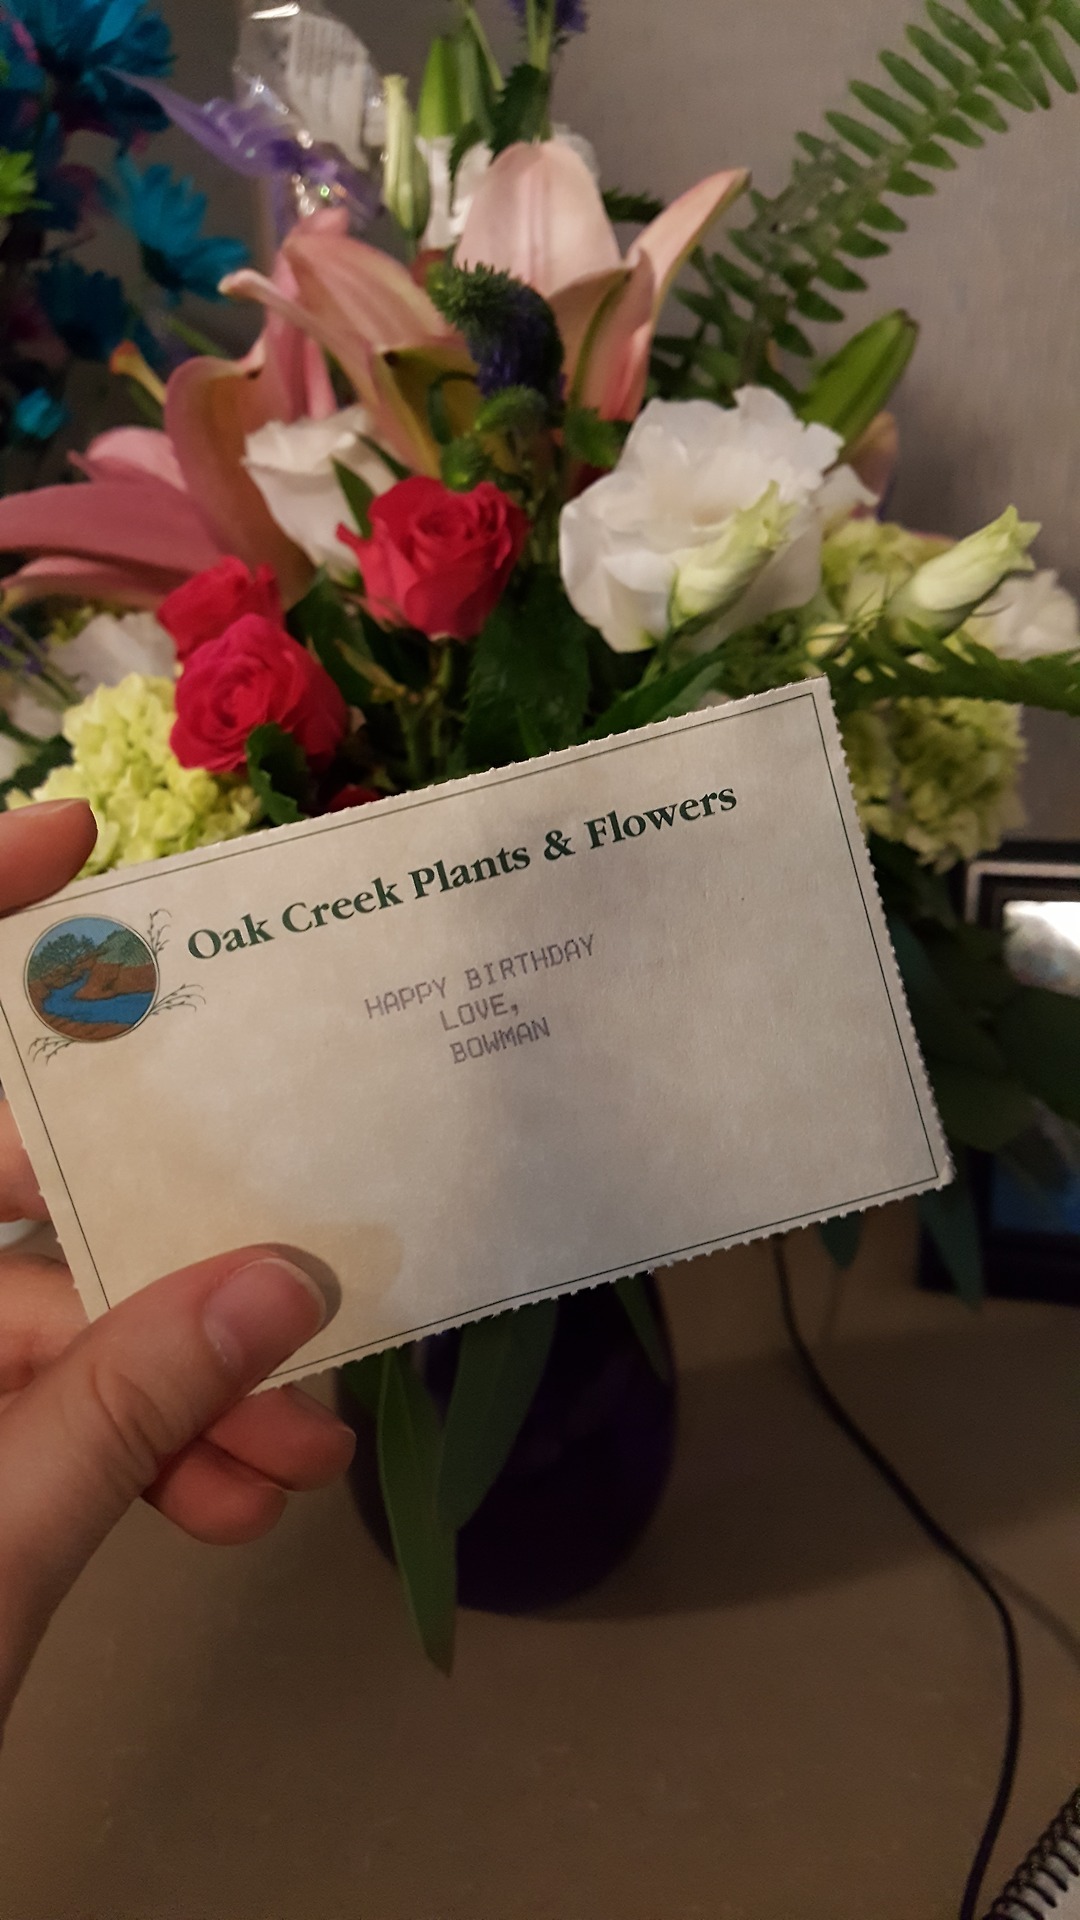 Oak Creek Plants & Flowers
HAPPY BIRTHDAY
LOVE,
BOWMAN